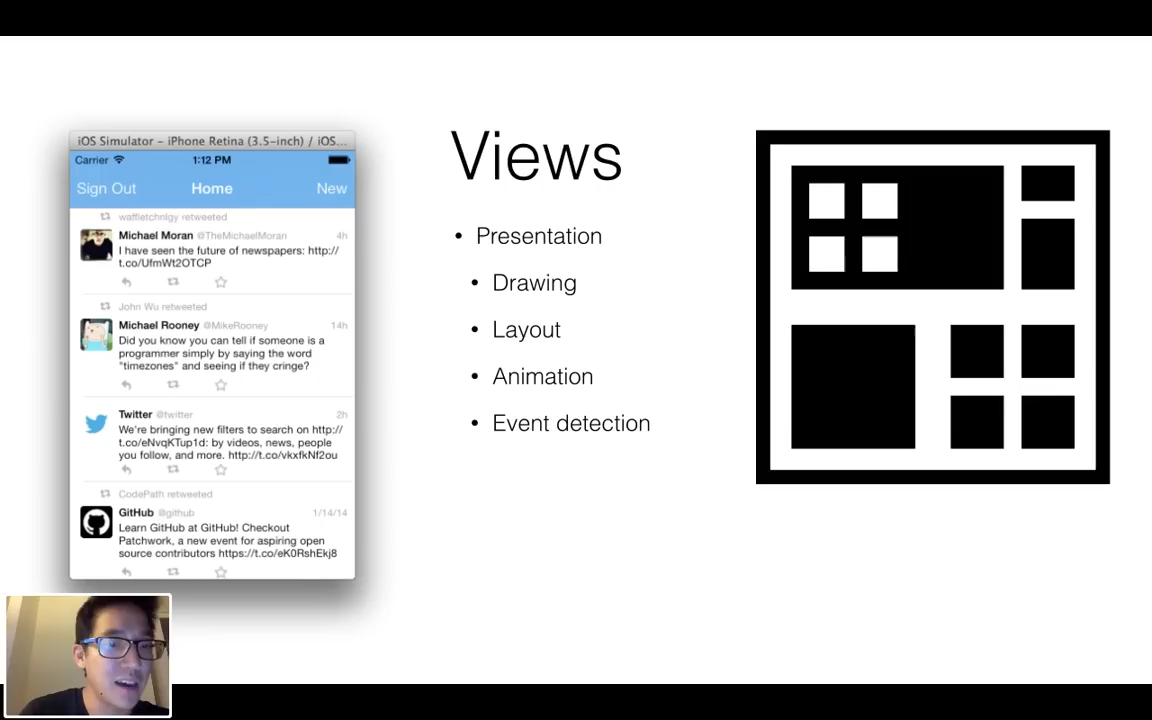 iOS Simulator – iPhone Retina (3.5-inch) / iOS...
Carrier 1:12 PM
Sign Out Home New
waffletchnlgy retweeted
Michael Moran @TheMichaelMoran 4h
I have seen the future of newspapers: http://
t.co/UfmWt2OTCP
John Wu retweeted
Michael Rooney @MikeRooney 14h
Did you know you can tell if someone is a
programmer simply by saying the word
"timezones" and seeing if they cringe?
Twitter @twitter 2h
We're bringing new filters to search on http://
t.co/eNvqKTup1d: by videos, news, people
you follow, and more. http://t.co/vkxfkNf2ou
CodePath retweeted
GitHub @github 1/14/14
Learn GitHub at GitHub! Checkout
Patchwork, a new event for aspiring open
source contributors https://t.co/eK0RshEkj8
Views
• Presentation
• Drawing
• Layout
• Animation
• Event detection